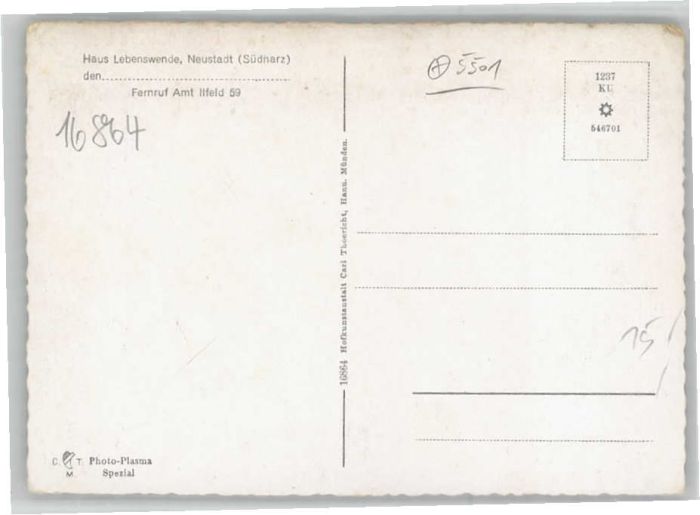 Haus Lebenswende, Neustadt (Südharz)
den
Fernruf Amt Ilfeld 59
16864
5501
1237
KU
546701
16864 Hofkunstanstalt Carl Thoericht, Hann. Münden.
15
C. T. Photo-Plasma
M. Spezial